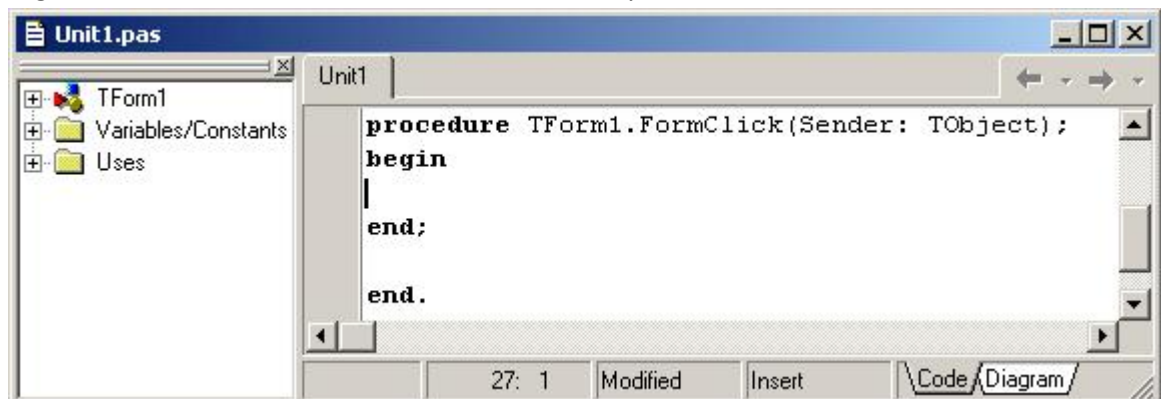 Unit1.pas
TForm1
Variables/Constants
Uses
Unit1
procedure TForm1.FormClick(Sender: TObject);
begin
end;
end.
27: 1
Modified
Insert
Code
Diagram